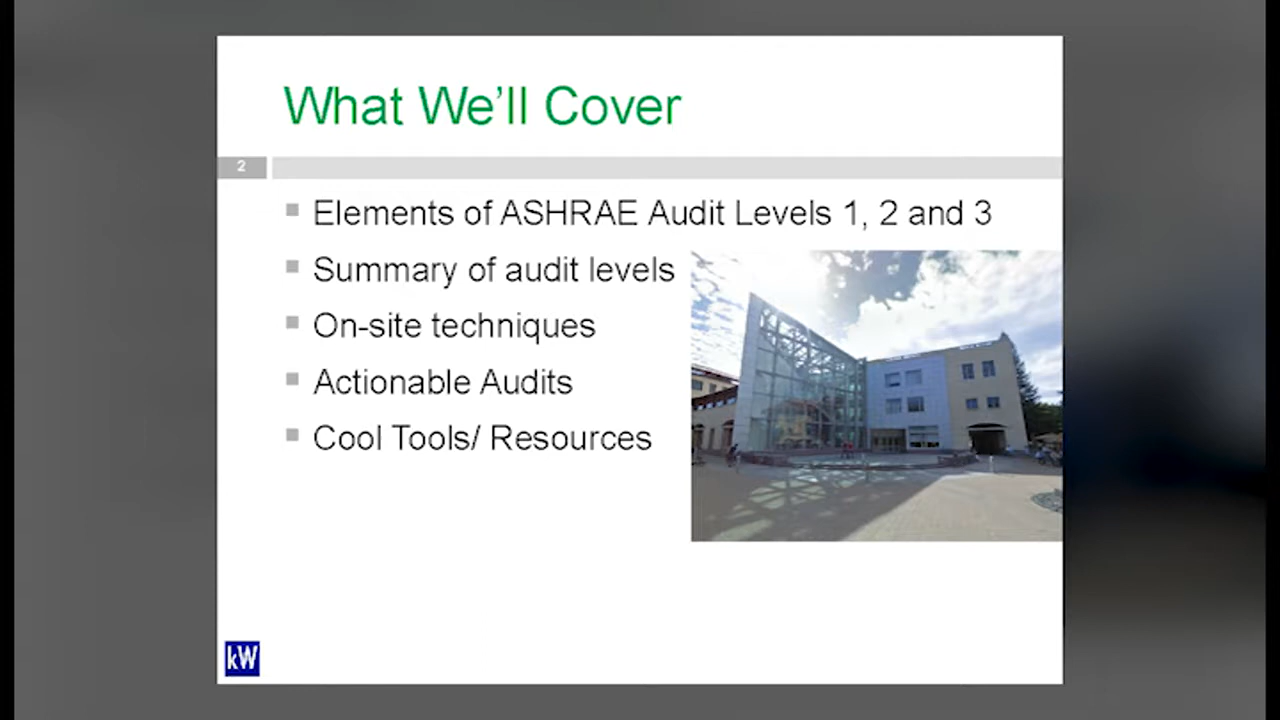 What We'll Cover
2
Elements of ASHRAE Audit Levels 1, 2 and 3
Summary of audit levels
On-site techniques
Actionable Audits
Cool Tools/ Resources
kW